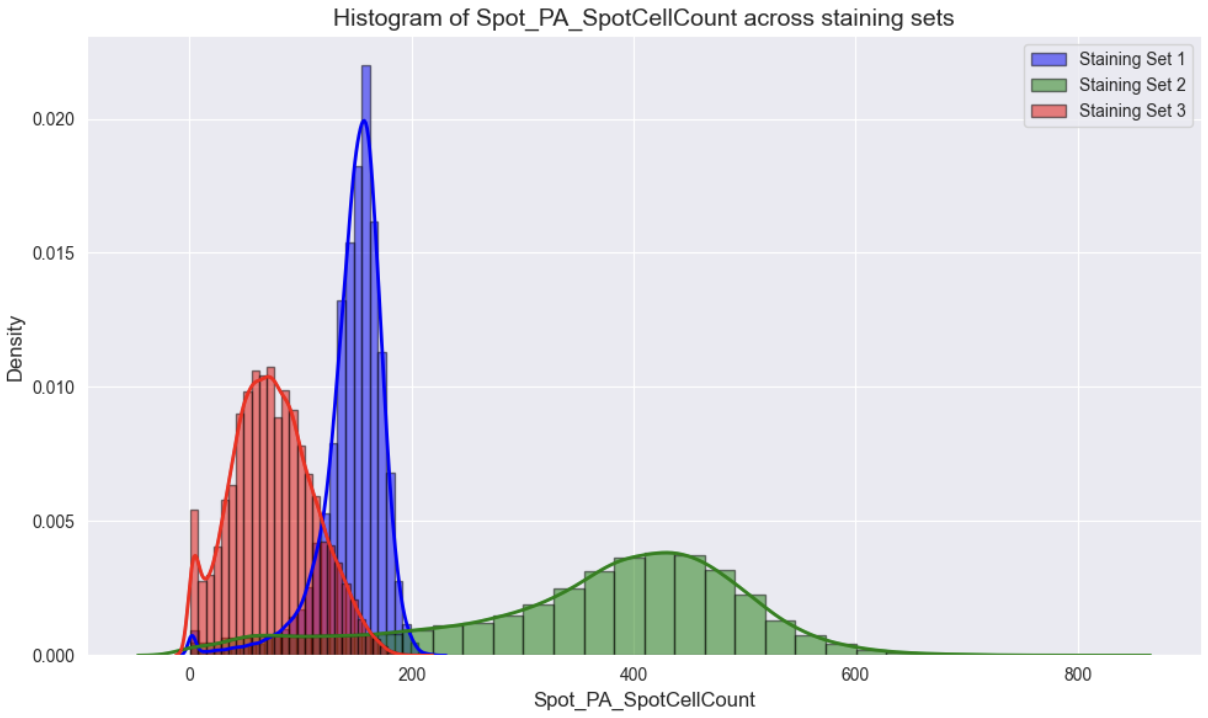 Histogram of Spot_PA_SpotCellCount across staining sets
Staining Set 1
Staining Set 2
Staining Set 3
0.020
0.015
0.010
0.005
0.000
Density
0
200
400
600
800
Spot_PA_SpotCellCount